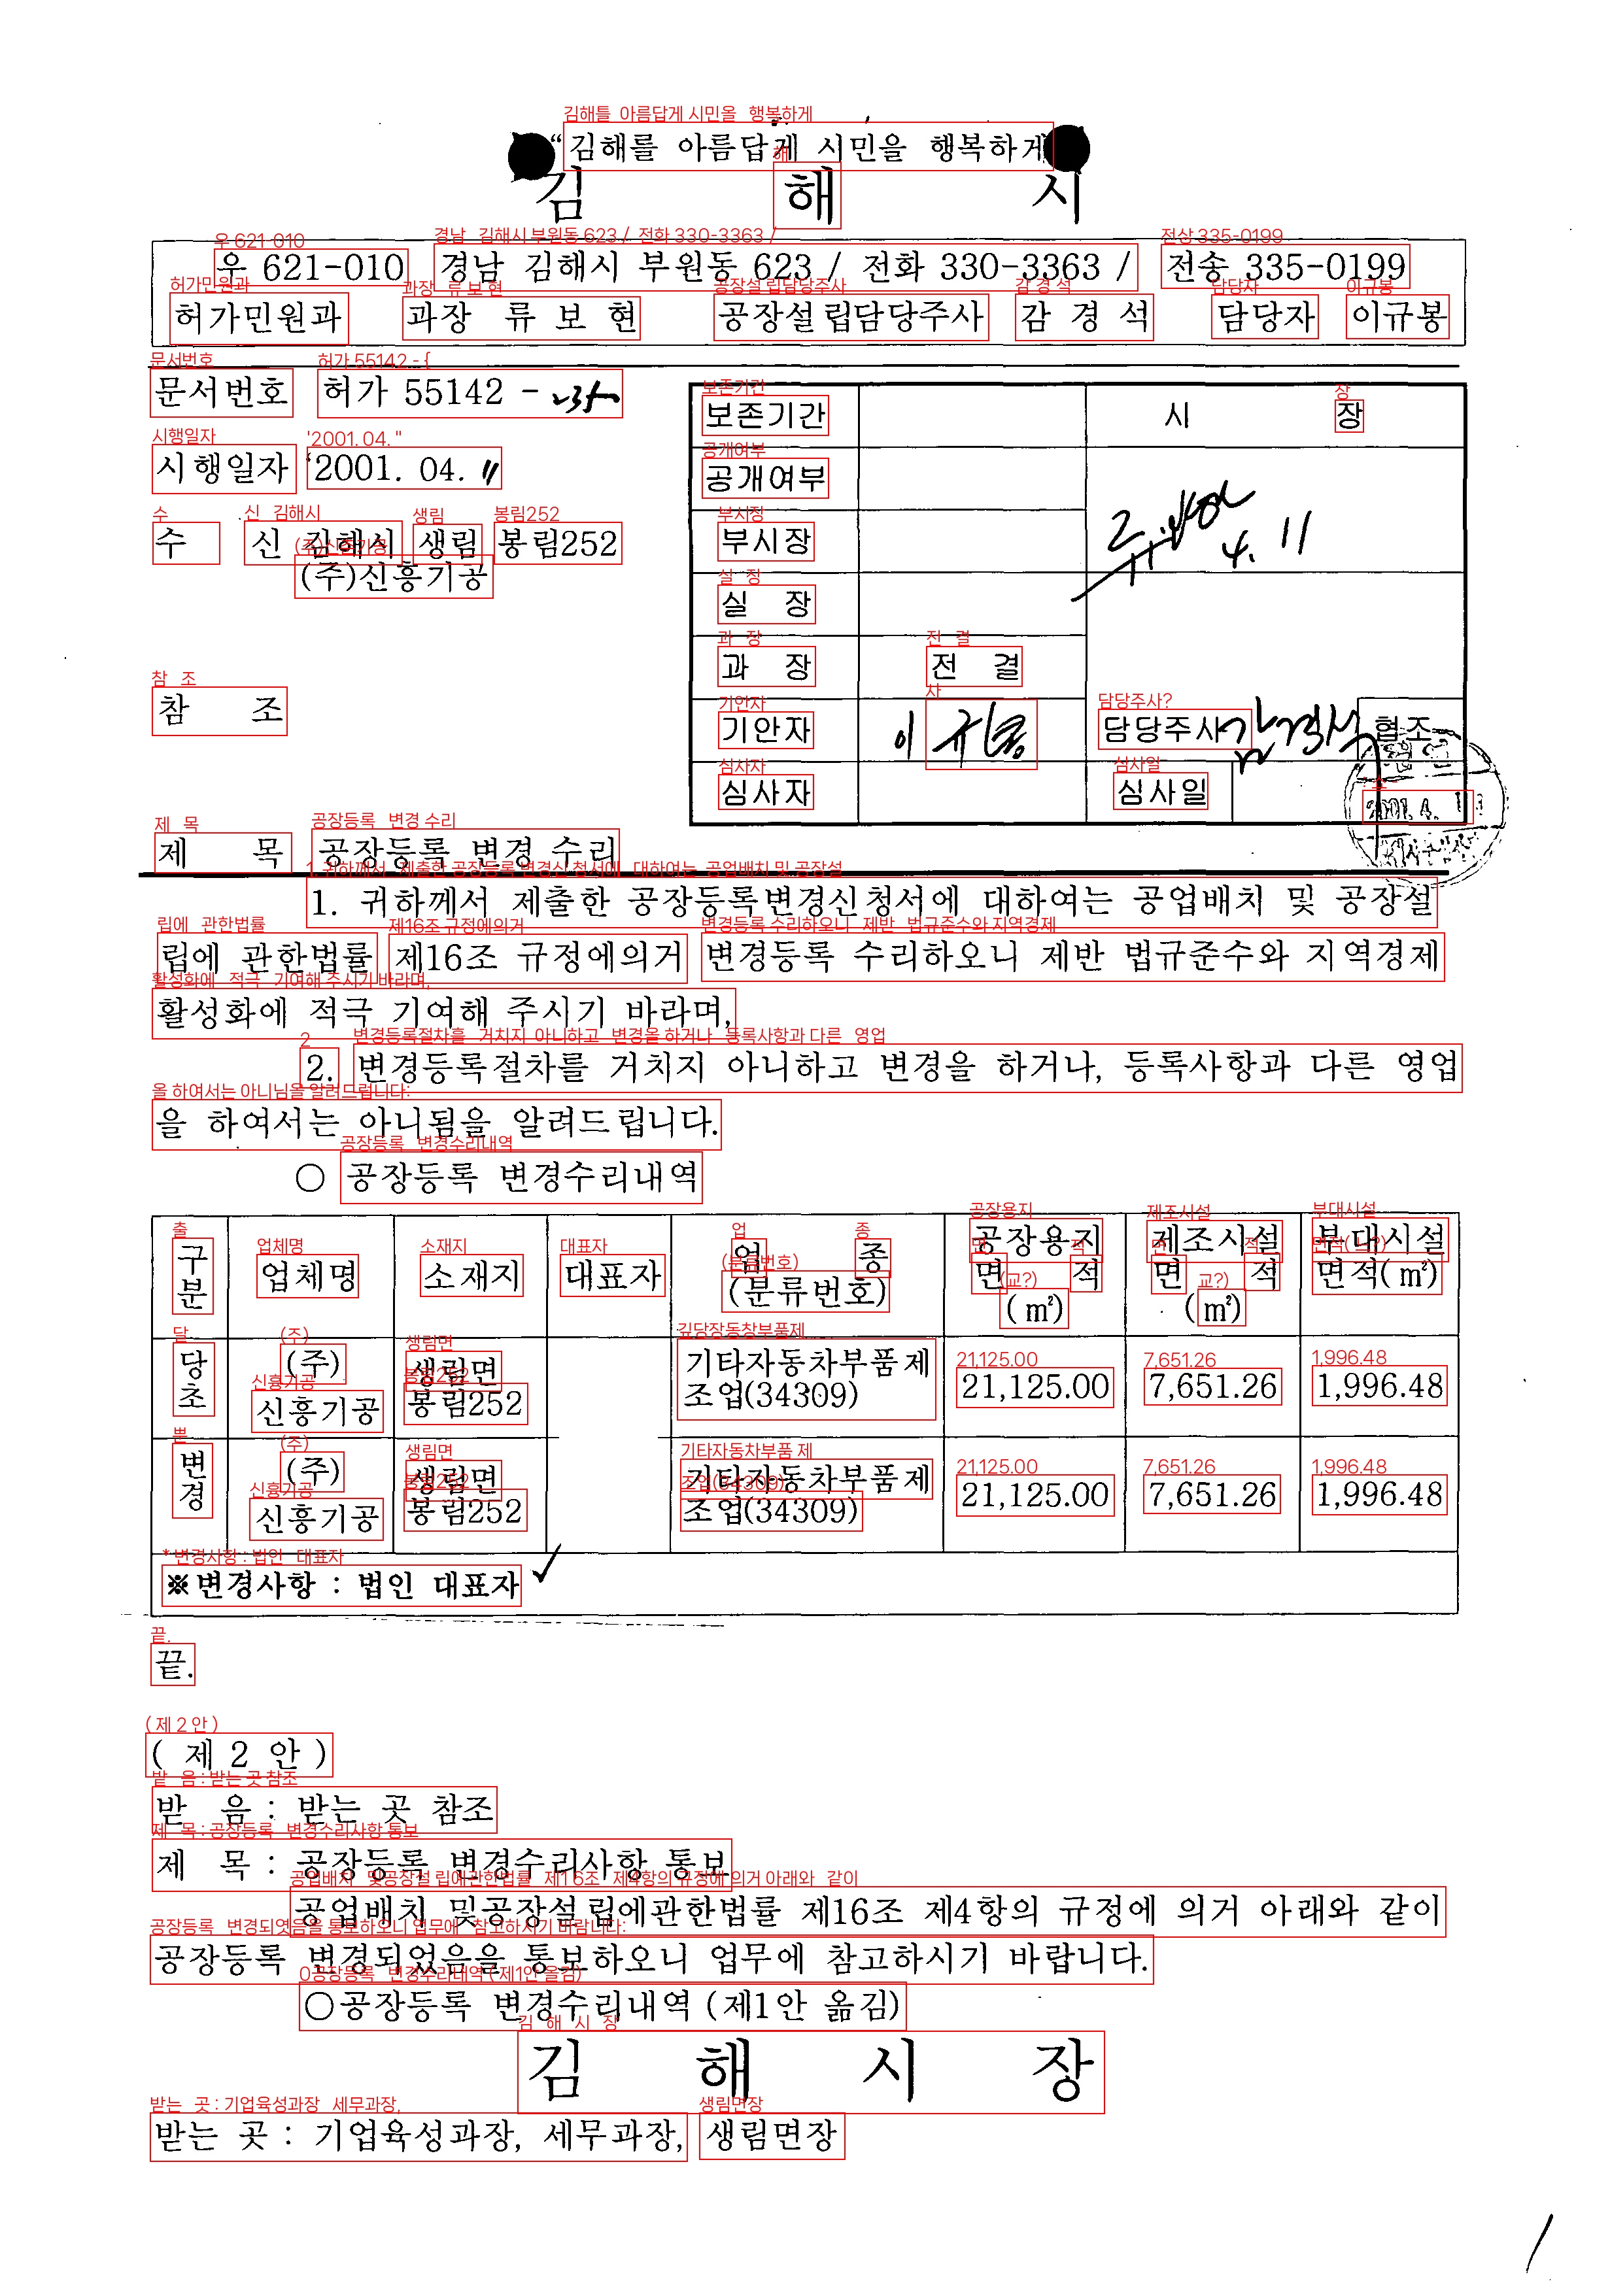 “김해를 아름답게 시민을 행복하게
김 해 시
우 621-010 경남 김해시 부원동 623 / 전화 330-3363 / 전송 335-0199
허가민원과 과장 류 보 현 공장설립담당주사 감 경 석 담당자 이규봉
문서번호 허가 55142 -
시행일자 2001. 04. 11
수 신 김해시 생림 봉림252
(주)신흥기공
참 조
보존기간 시 장
공개여부
부시장
4. 11
실 장
과 장 전 결
기안자 이규봉 담당주사 감경석 협조
심사자 심사일
2001. 4. 13
제 목 공장등록 변경 수리
1. 귀하께서 제출한 공장등록변경신청서에 대하여는 공업배치 및 공장설
립에 관한법률 제16조 규정에의거 변경등록 수리하오니 제반 법규준수와 지역경제
활성화에 적극 기여해 주시기 바라며,
2. 변경등록절차를 거치지 아니하고 변경을 하거나, 등록사항과 다른 영업
을 하여서는 아니됨을 알려드립니다.
○ 공장등록 변경수리내역
구분 업체명 소재지 대표자 업 종 (분류번호) 공장용지 면 적 (㎡) 제조시설 면 적 (㎡) 부대시설 면적(㎡)
당초 (주) 신흥기공 생림면 봉림252 기타자동차부품제조업(34309) 21,125.00 7,651.26 1,996.48
변경 (주) 신흥기공 생림면 봉림252 기타자동차부품제조업(34309) 21,125.00 7,651.26 1,996.48
※변경사항 : 법인 대표자 ✓
끝.
( 제 2 안 )
받 음 : 받는 곳 참조
제 목 : 공장등록 변경수리사항 통보
공업배치 및공장설립에관한법률 제16조 제4항의 규정에 의거 아래와 같이
공장등록 변경되었음을 통보하오니 업무에 참고하시기 바랍니다.
○공장등록 변경수리내역 (제1안 옮김)
김 해 시 장
받는 곳 : 기업육성과장, 세무과장, 생림면장